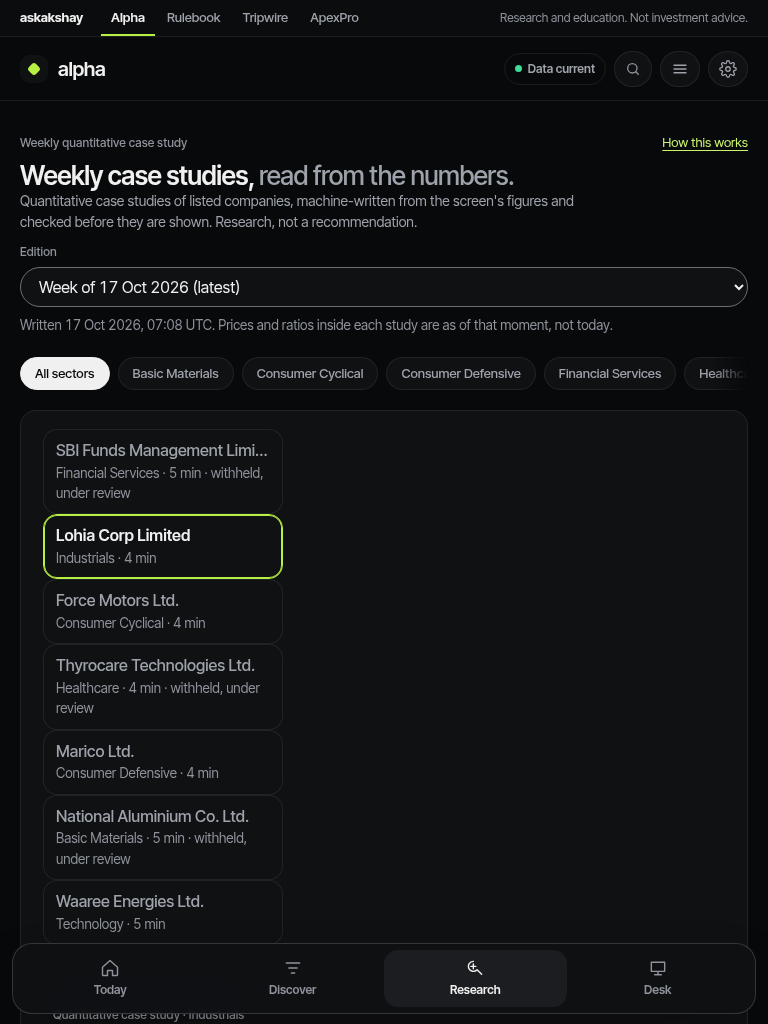 askakshay Alpha Rulebook Tripwire ApexPro Research and education. Not investment advice.
alpha Data current
Weekly quantitative case study How this works
Weekly case studies, read from the numbers.
Quantitative case studies of listed companies, machine-written from the screen's figures and
checked before they are shown. Research, not a recommendation.
Edition
Week of 17 Oct 2026 (latest)
Written 17 Oct 2026, 07:08 UTC. Prices and ratios inside each study are as of that moment, not today.
All sectors Basic Materials Consumer Cyclical Consumer Defensive Financial Services
SBI Funds Management Limi...
Financial Services · 5 min · withheld,
under review
Lohia Corp Limited
Industrials · 4 min
Force Motors Ltd.
Consumer Cyclical · 4 min
Thyrocare Technologies Ltd.
Healthcare · 4 min · withheld, under
review
Marico Ltd.
Consumer Defensive · 4 min
National Aluminium Co. Ltd.
Basic Materials · 5 min · withheld,
under review
Waaree Energies Ltd.
Technology · 5 min
Today Discover Research Desk
Quantitative case study · Industrials